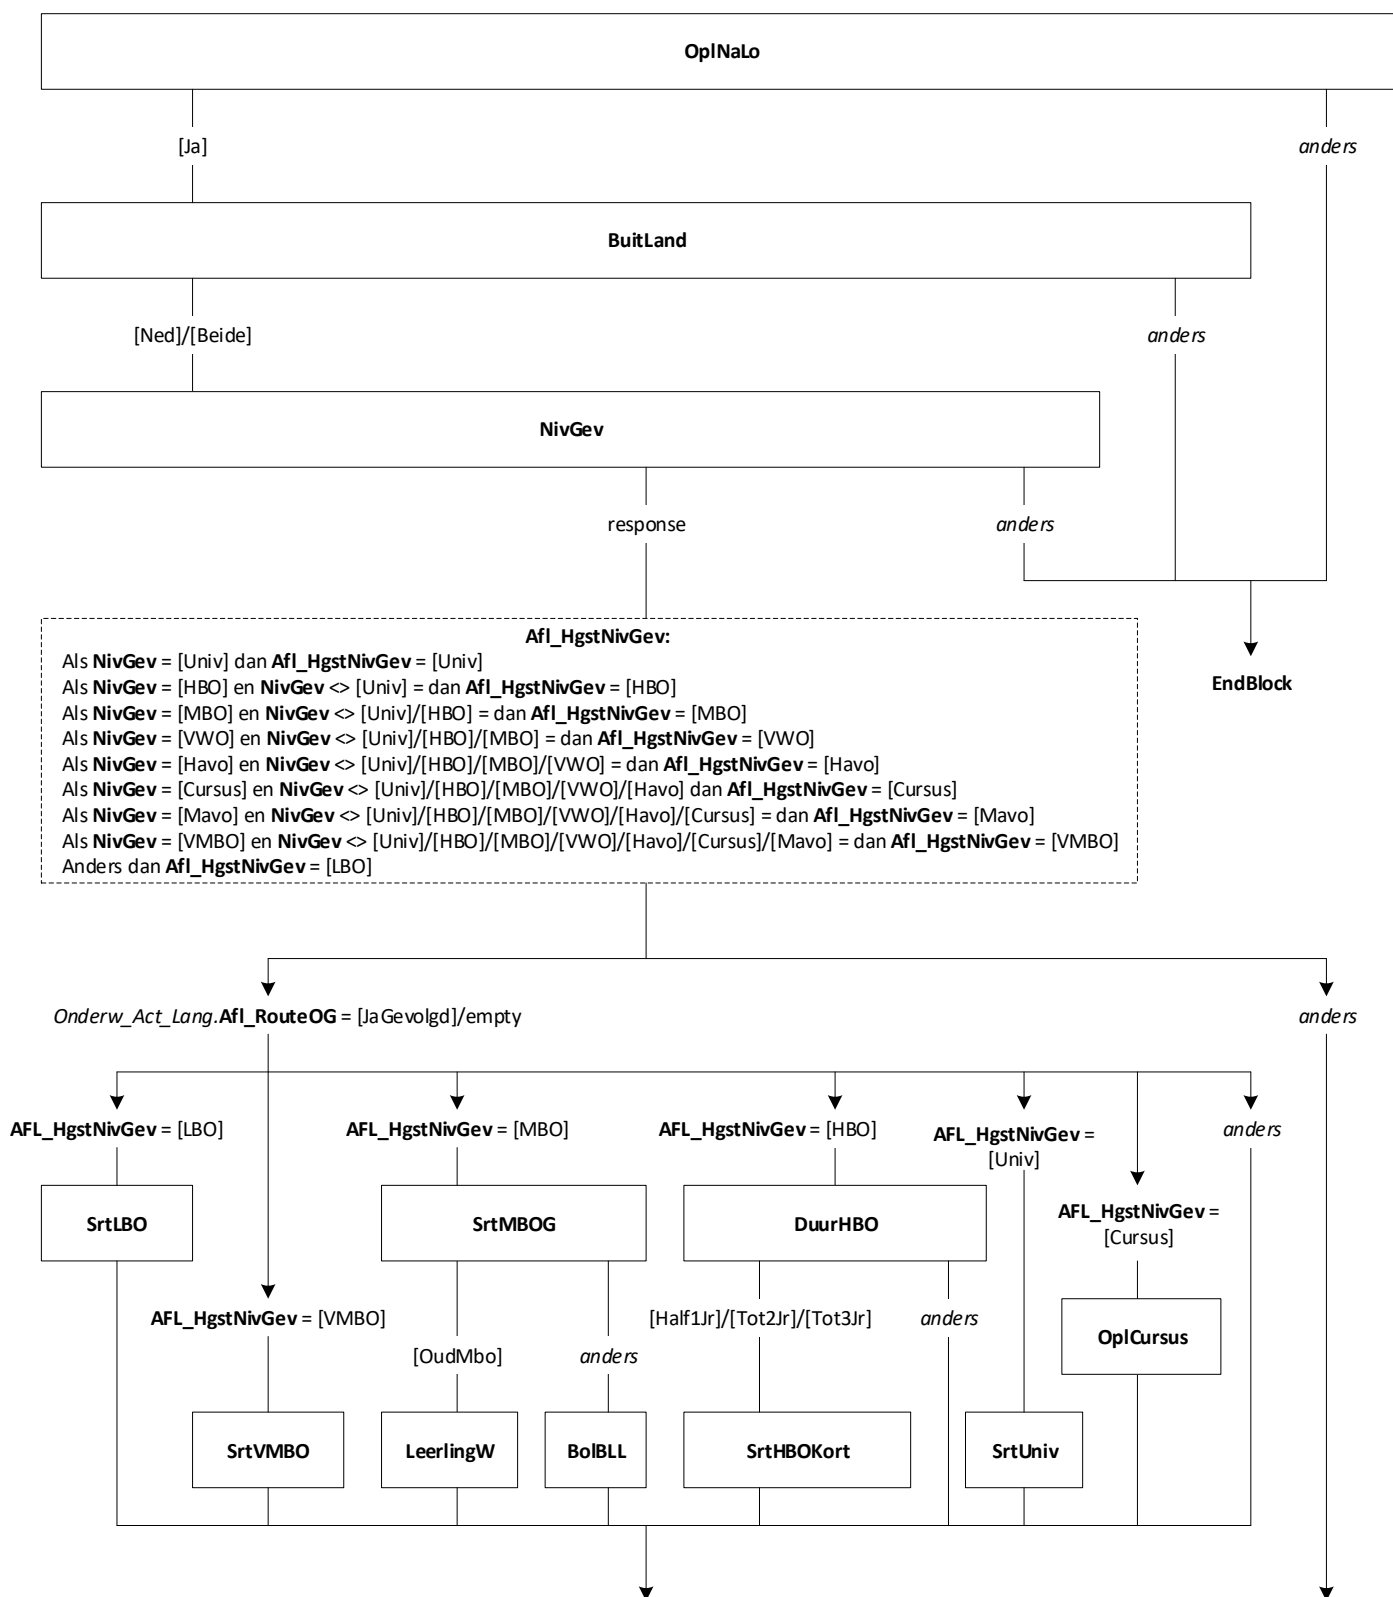 OplNaLo
[Ja]
anders
BuitLand
[Ned]/[Beide]
anders
NivGev
response
anders
Afl_HgstNivGev:
Als NivGev = [Univ] dan Afl_HgstNivGev = [Univ]
Als NivGev = [HBO] en NivGev <> [Univ] = dan Afl_HgstNivGev = [HBO]
Als NivGev = [MBO] en NivGev <> [Univ]/[HBO] = dan Afl_HgstNivGev = [MBO]
Als NivGev = [VWO] en NivGev <> [Univ]/[HBO]/[MBO] = dan Afl_HgstNivGev = [VWO]
Als NivGev = [Havo] en NivGev <> [Univ]/[HBO]/[MBO]/[VWO] = dan Afl_HgstNivGev = [Havo]
Als NivGev = [Cursus] en NivGev <> [Univ]/[HBO]/[MBO]/[VWO]/[Havo] dan Afl_HgstNivGev = [Cursus]
Als NivGev = [Mavo] en NivGev <> [Univ]/[HBO]/[MBO]/[VWO]/[Havo]/[Cursus] = dan Afl_HgstNivGev = [Mavo]
Als NivGev = [VMBO] en NivGev <> [Univ]/[HBO]/[MBO]/[VWO]/[Havo]/[Cursus]/[Mavo] = dan Afl_HgstNivGev = [VMBO]
Anders dan Afl_HgstNivGev = [LBO]
EndBlock
Onderw_Act_Lang.Afl_RouteOG = [JaGevolgd]/empty
anders
AFL_HgstNivGev = [LBO]
AFL_HgstNivGev = [MBO]
AFL_HgstNivGev = [HBO]
AFL_HgstNivGev =
[Univ]
anders
SrtLBO
SrtMBOG
DuurHBO
AFL_HgstNivGev =
[Cursus]
AFL_HgstNivGev = [VMBO]
[Half1Jr]/[Tot2Jr]/[Tot3Jr]
anders
OplCursus
[OudMbo]
anders
SrtVMBO
LeerlingW
BolBLL
SrtHBOKort
SrtUniv